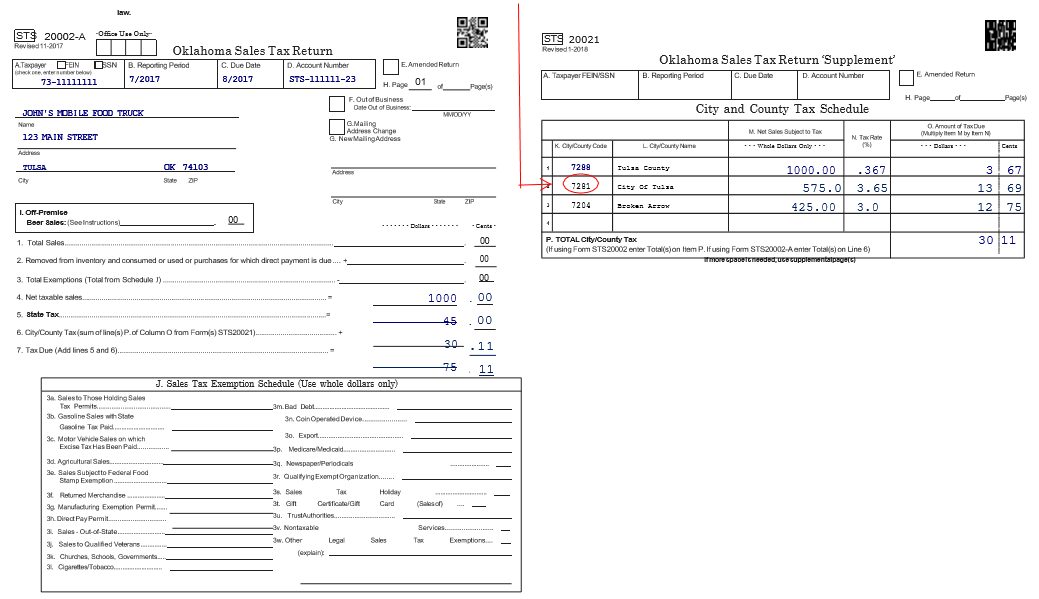 law.
STS 20002-A
Revised 11-2017
-Office Use Only-
Oklahoma Sales Tax Return
A.Taxpayer FEIN SSN
(check one, enter number below)
73-11111111
B. Reporting Period
7/2017
C. Due Date
8/2017
D. Account Number
STS-111111-23
E. Amended Return
H. Page 01 of Page(s)
F. Out of Business
Date Out of Business:
MM/DD/YY
G. Mailing
Address Change
G. New Mailing Address
JOHN'S MOBILE FOOD TRUCK
Name
123 MAIN STREET
Address
TULSA OK 74103
City State ZIP
Address
City State ZIP
I. Off-Premise
Beer Sales: (See Instructions) 00
- - - - - - - Dollars - - - - - - - - Cents -
1. Total Sales 00
2. Removed from inventory and consumed or used or purchases for which direct payment is due.... + 00
3. Total Exemptions (Total from Schedule J) - 00
4. Net taxable sales = 1000 .00
5. State Tax = 45 .00
6. City/County Tax (sum of line(s) P. of Column O from Form(s) STS20021) + 30 .11
7. Tax Due (Add lines 5 and 6) = 75 . 11
J. Sales Tax Exemption Schedule (Use whole dollars only)
3a. Sales to Those Holding Sales
Tax Permits
3b. Gasoline Sales with State
Gasoline Tax Paid
3c. Motor Vehicle Sales on which
Excise Tax Has Been Paid
3d. Agricultural Sales
3e. Sales Subject to Federal Food
Stamp Exemption
3f. Returned Merchandise
3g. Manufacturing Exemption Permit
3h. Direct Pay Permit
3i. Sales - Out-of-State
3j. Sales to Qualified Veterans
3k. Churches, Schools, Governments
3l. Cigarettes/Tobacco
3m. Bad Debt
3n. Coin Operated Device
3o. Export
3p. Medicare/Medicaid
3q. Newspaper/Periodicals
3r. Qualifying Exempt Organization
3s. Sales Tax Holiday
3t. Gift Certificate/Gift Card (Sales of)
3u. Trust Authorities
3v. Nontaxable Services
3w. Other Legal Sales Tax Exemptions
(explain):
STS 20021
Revised 1-2018
Oklahoma Sales Tax Return 'Supplement'
A. Taxpayer FEIN/SSN
B. Reporting Period
C. Due Date
D. Account Number
E. Amended Return
H. Page of Page(s)
City and County Tax Schedule
K. City/County Code
L. City/County Name
M. Net Sales Subject to Tax
- - - Whole Dollars Only - - -
N. Tax Rate
(%)
O. Amount of Tax Due
(Multiply Item M by Item N)
- - - Dollars - - - Cents
1 7288 Tulsa County 1000.00 .367 3 67
2 7281 City Of Tulsa 575.0 3.65 13 69
3 7204 Broken Arrow 425.00 3.0 12 75
4
P. TOTAL City/County Tax 30 11
(If using Form STS20002 enter Total(s) on Item P. If using Form STS20002-A enter Total(s) on Line 6)
If more space is needed, use supplemental page(s)